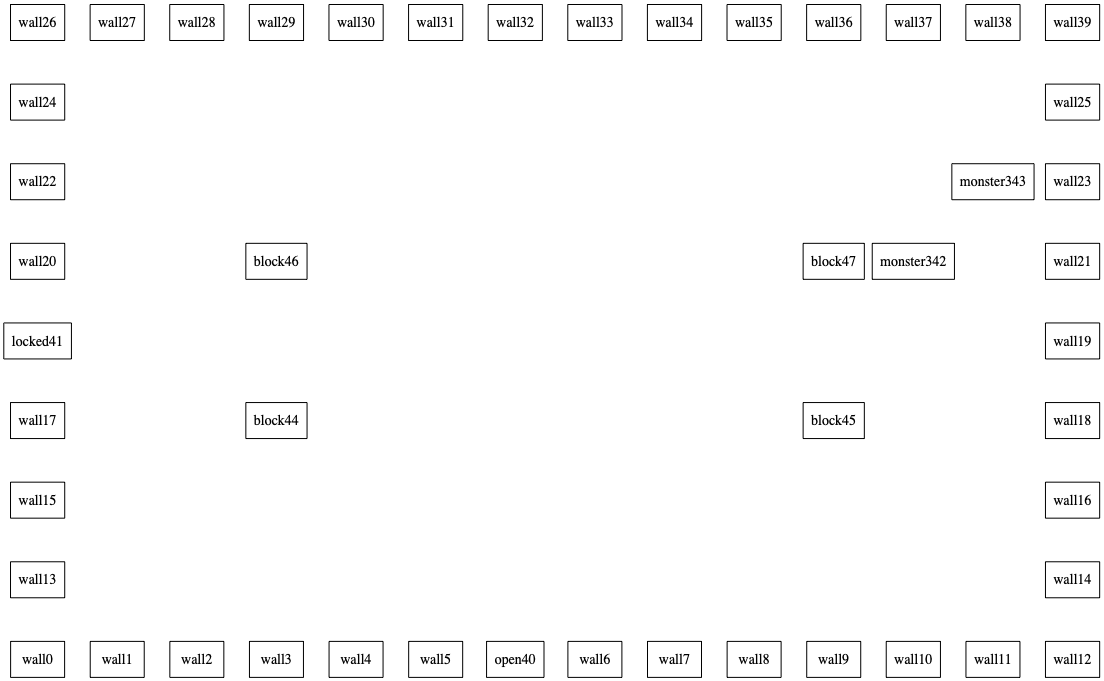 wall26 wall27 wall28 wall29 wall30 wall31 wall32 wall33 wall34 wall35 wall36 wall37 wall38 wall39
wall24 wall25
wall22 monster343 wall23
wall20 block46 block47 monster342 wall21
locked41 wall19
wall17 block44 block45 wall18
wall15 wall16
wall13 wall14
wall0 wall1 wall2 wall3 wall4 wall5 open40 wall6 wall7 wall8 wall9 wall10 wall11 wall12